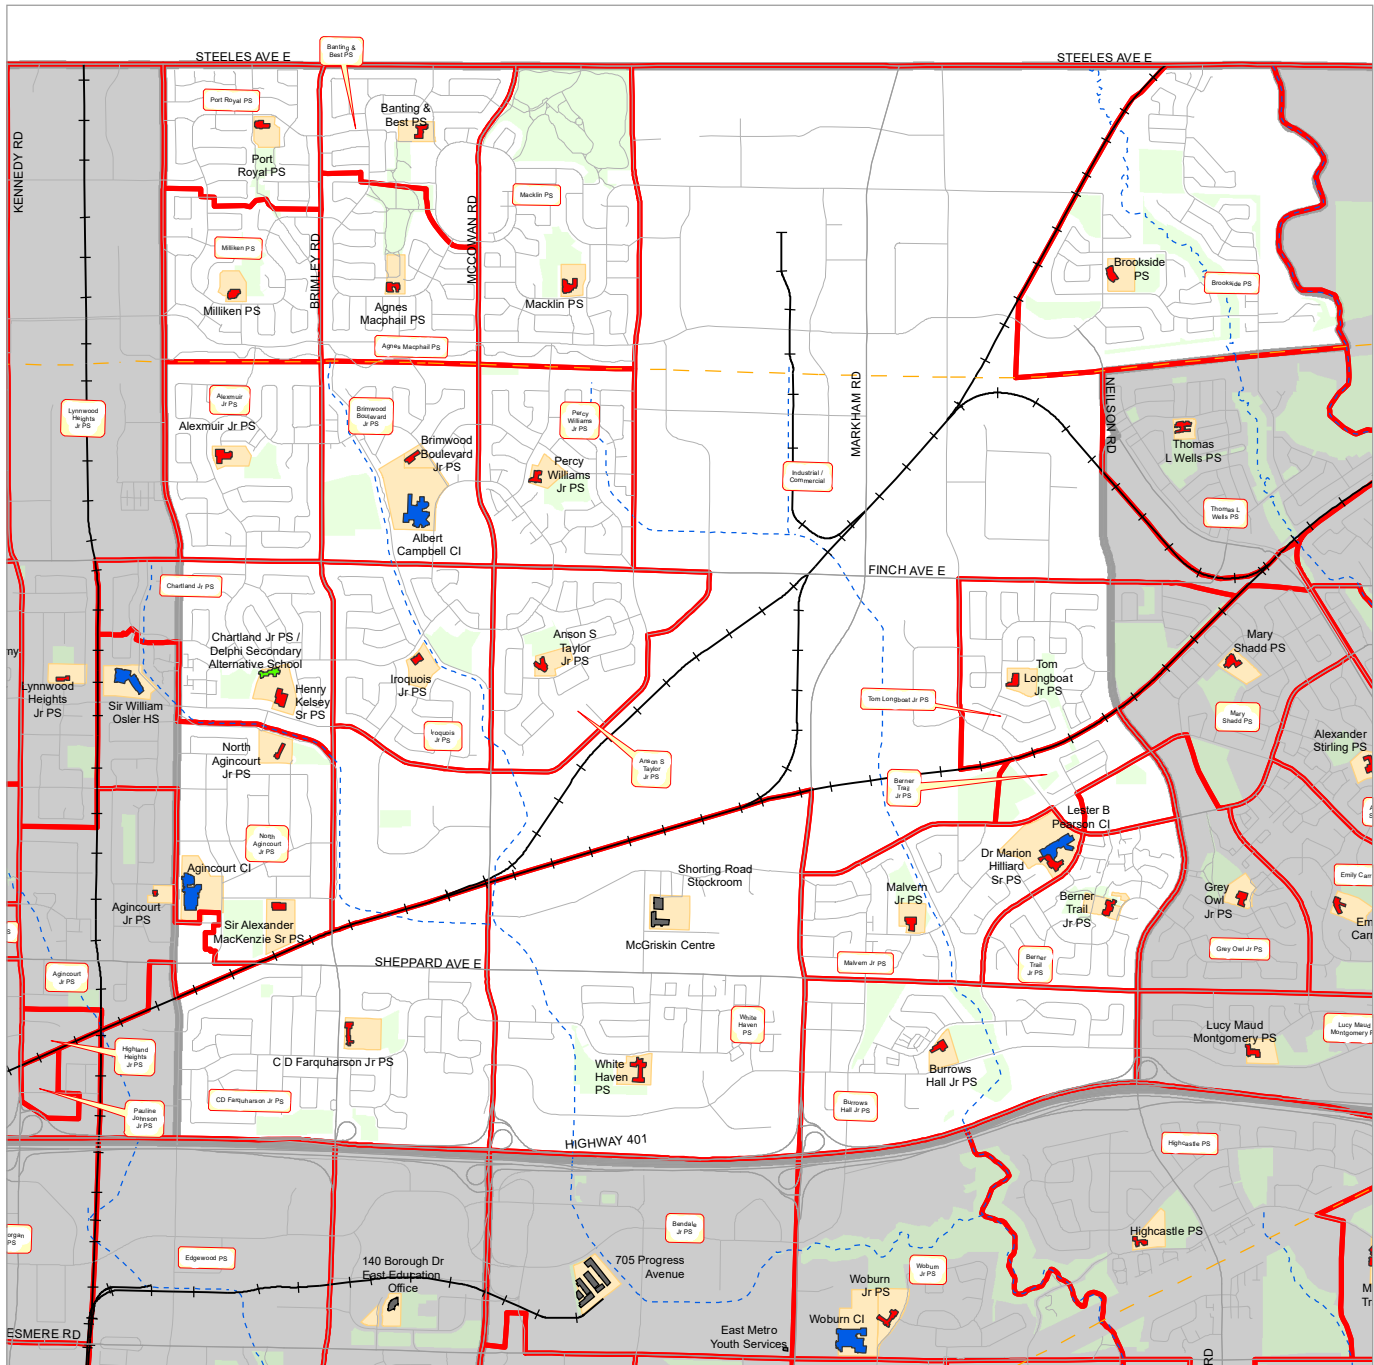 STEELES AVE E
STEELES AVE E
Banting &
Best PS
Port Royal PS
Banting &
Best PS
KENNEDY RD
Port
Royal PS
Macklin PS
MCCOWAN RD
BRIMLEY RD
Milliken PS
Brookside
PS
Brookside PS
Milliken PS
Agnes
Macphail PS
Macklin PS
Agnes Macphail PS
MARKHAM RD
NEILSON RD
Lynnwood
Heights
Jr PS
Alexmuir
Jr PS
Alexmuir Jr PS
Brimwood
Boulevard
Jr PS
Percy
Williams
Jr PS
Brimwood
Boulevard
Jr PS
Percy
Williams
Jr PS
Industrial /
Commercial
Thomas
L Wells PS
Thomas L
Wells PS
Albert
Campbell CI
FINCH AVE E
Chartland Jr PS
Chartland Jr PS /
Delphi Secondary
Alternative School
Henry
Kelsey
Sr PS
Lynnwood
Heights
Jr PS
my
Sir William
Osler HS
Iroquois
Jr PS
Anson S
Taylor
Jr PS
Tom
Longboat
Jr PS
Tom Longboat Jr PS
Mary
Shadd PS
Mary
Shadd PS
Iroquois
Jr PS
Alexander
Stirling PS
North
Agincourt
Jr PS
Anson S
Taylor
Jr PS
Berner
Trail
Jr PS
Lester B
Pearson CI
North
Agincourt
Jr PS
Dr Marion
Hilliard
Sr PS
A
S
Agincourt CI
Shorting Road
Stockroom
Malvern
Jr PS
Berner
Trail
Jr PS
Grey
Owl
Jr PS
Emily Carr
Em
Carr
Agincourt
Jr PS
Sir Alexander
MacKenzie Sr PS
McGriskin Centre
S
SHEPPARD AVE E
Malvern Jr PS
Berner
Trail
Jr PS
Grey Owl Jr PS
Agincourt
Jr PS
White
Haven
PS
Lucy Maud
Montgomery PS
Lucy Maud
Montgomery P
Highland
Heights
Jr PS
C D Farquharson Jr PS
White
Haven
PS
Burrows
Hall Jr PS
CD Farquharson Jr PS
Burrows
Hall Jr PS
Pauline
Johnson
Jr PS
HIGHWAY 401
Highcastle PS
Bendale
Jr PS
Highcastle PS
organ
PS
Edgewood PS
140 Borough Dr
East Education
Office
705 Progress
Avenue
Woburn
Jr PS
Woburn
Jr PS
M
Tr
Woburn CI
ESMERE RD
East Metro
Youth Services
RD